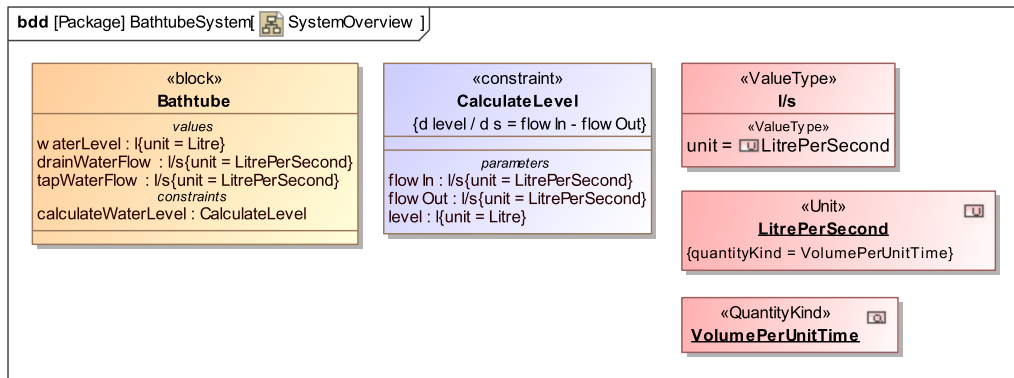 bdd [Package] BathtubeSystem[ SystemOverview ]
«block»
Bathtube
values
waterLevel : l{unit = Litre}
drainWaterFlow : l/s{unit = LitrePerSecond}
tapWaterFlow : l/s{unit = LitrePerSecond}
constraints
calculateWaterLevel : CalculateLevel
«constraint»
CalculateLevel
{d level / d s = flow In - flow Out}
parameters
flow In : l/s{unit = LitrePerSecond}
flow Out : l/s{unit = LitrePerSecond}
level : l{unit = Litre}
«ValueType»
l/s
«ValueType»
unit = U LitrePerSecond
«Unit» U
LitrePerSecond
{quantityKind = VolumePerUnitTime}
«QuantityKind» Q
VolumePerUnitTime